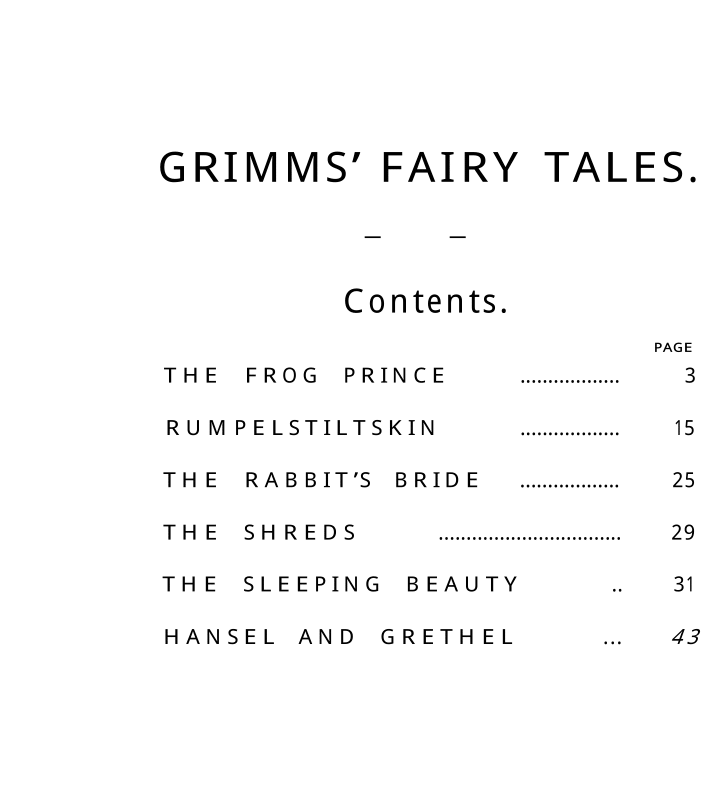 GRIMMS’ FAIRY TALES.
— —
Contents.
PAGE
THE FROG PRINCE .................. 3
RUMPELSTILTSKIN .................. 15
THE RABBIT’S BRIDE .................. 25
THE SHREDS ................................. 29
THE SLEEPING BEAUTY .. 31
HANSEL AND GRETHEL ... 43